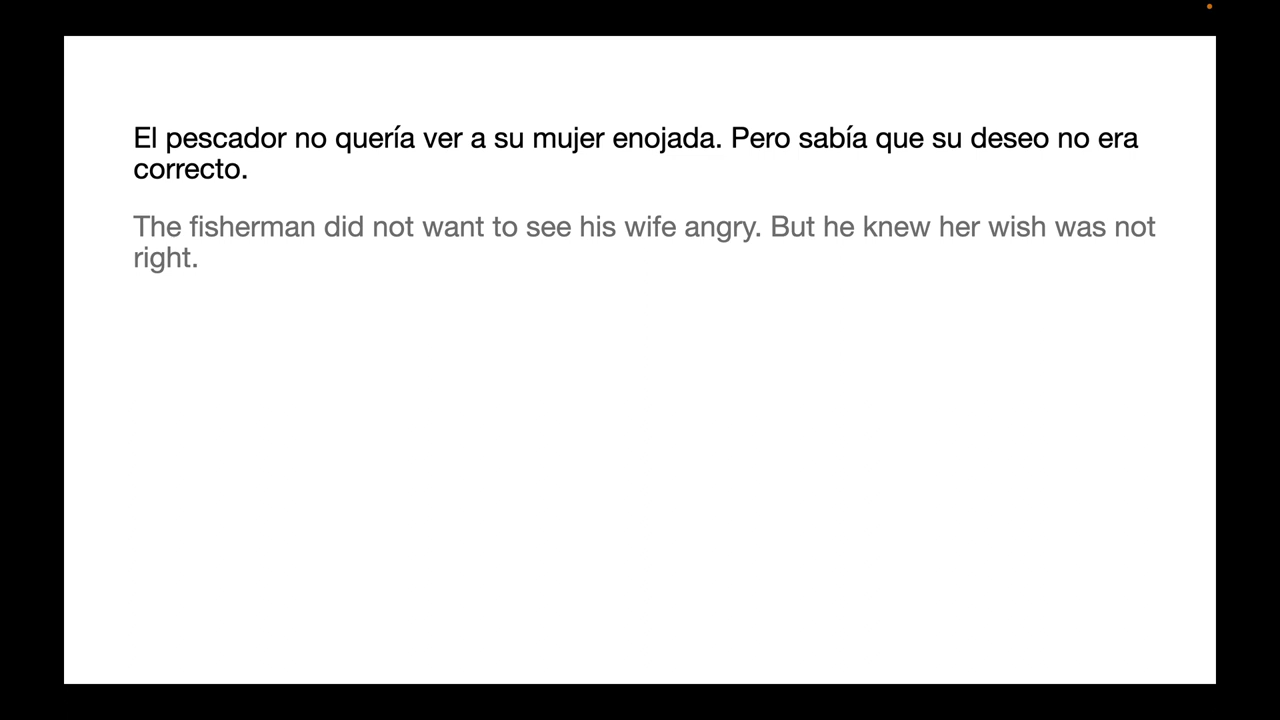 El pescador no quería ver a su mujer enojada. Pero sabía que su deseo no era
correcto.
The fisherman did not want to see his wife angry. But he knew her wish was not
right.